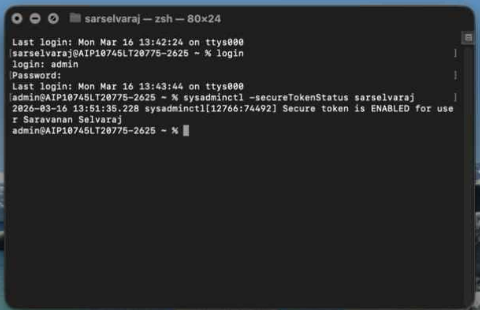 sarselvaraj — -zsh — 80×24
Last login: Mon Mar 16 13:42:24 on ttys000
[sarselvaraj@AIP10745LT20775-2625 ~ % login ]
login: admin
[Password: ]
Last login: Mon Mar 16 13:43:44 on ttys000
[admin@AIP10745LT20775-2625 ~ % sysadminctl -secureTokenStatus sarselvaraj ]
2026-03-16 13:51:35.228 sysadminctl[12766:74492] Secure token is ENABLED for use
r Saravanan Selvaraj
admin@AIP10745LT20775-2625 ~ %